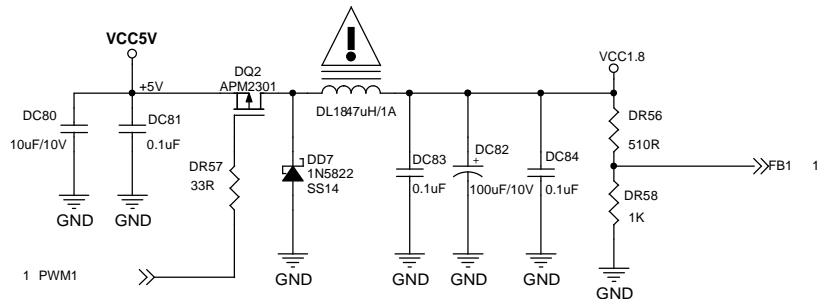 VCC5V
+5V
DQ2
APM2301
!
DL1847uH/1A
VCC1.8
DC80
10uF/10V
DC81
0.1uF
DR57
33R
DD7
1N5822
SS14
DC83
0.1uF
DC82
+
100uF/10V
DC84
0.1uF
DR56
510R
FB1 1
DR58
1K
GND
GND
GND
GND
GND
GND
GND
1 PWM1